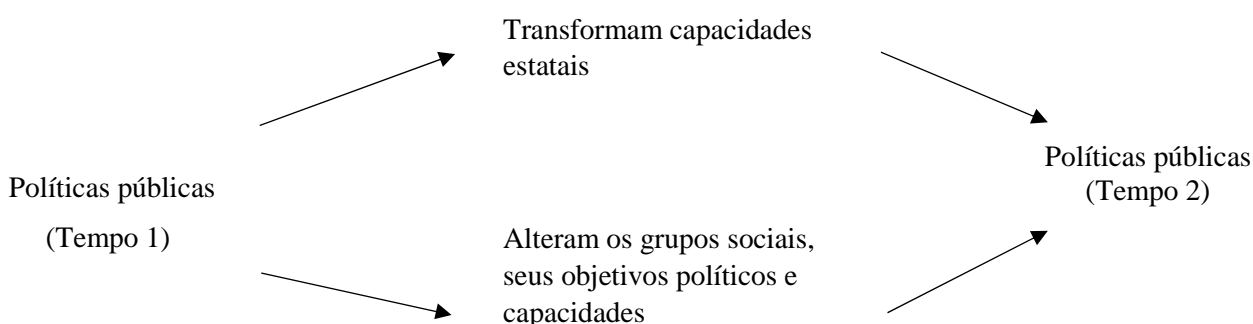 Transformam capacidades
estatais
Políticas públicas
(Tempo 1)
Políticas públicas
(Tempo 2)
Alteram os grupos sociais,
seus objetivos políticos e
capacidades